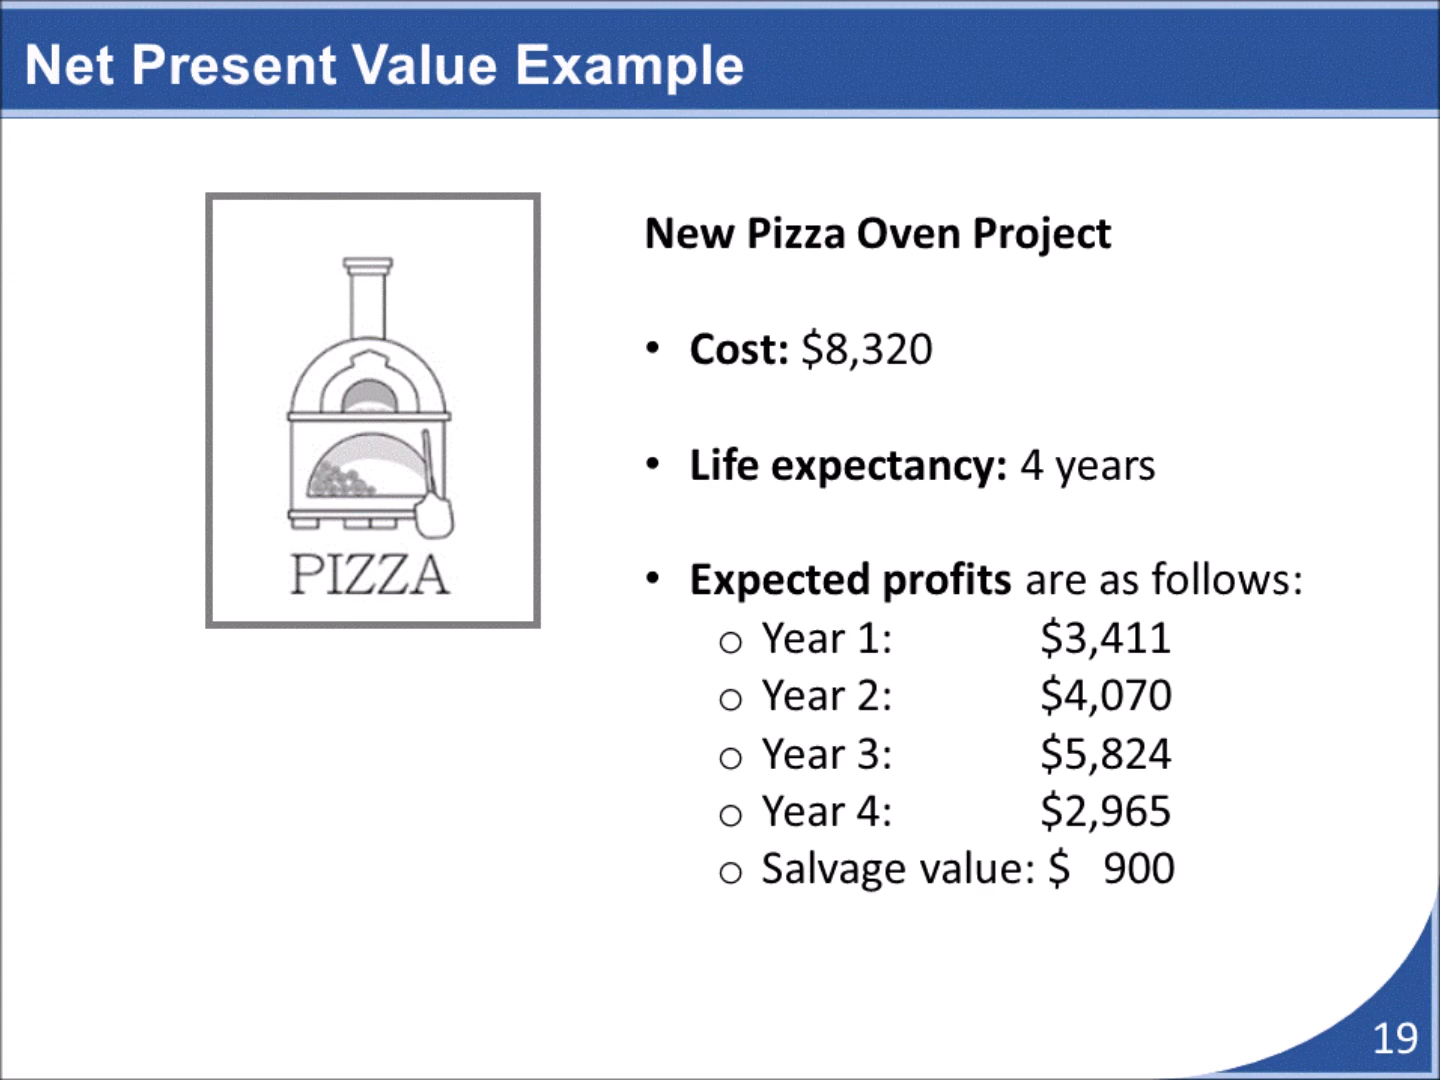 Net Present Value Example
PIZZA
New Pizza Oven Project
• Cost: $8,320
• Life expectancy: 4 years
• Expected profits are as follows:
o Year 1: $3,411
o Year 2: $4,070
o Year 3: $5,824
o Year 4: $2,965
o Salvage value: $ 900
19